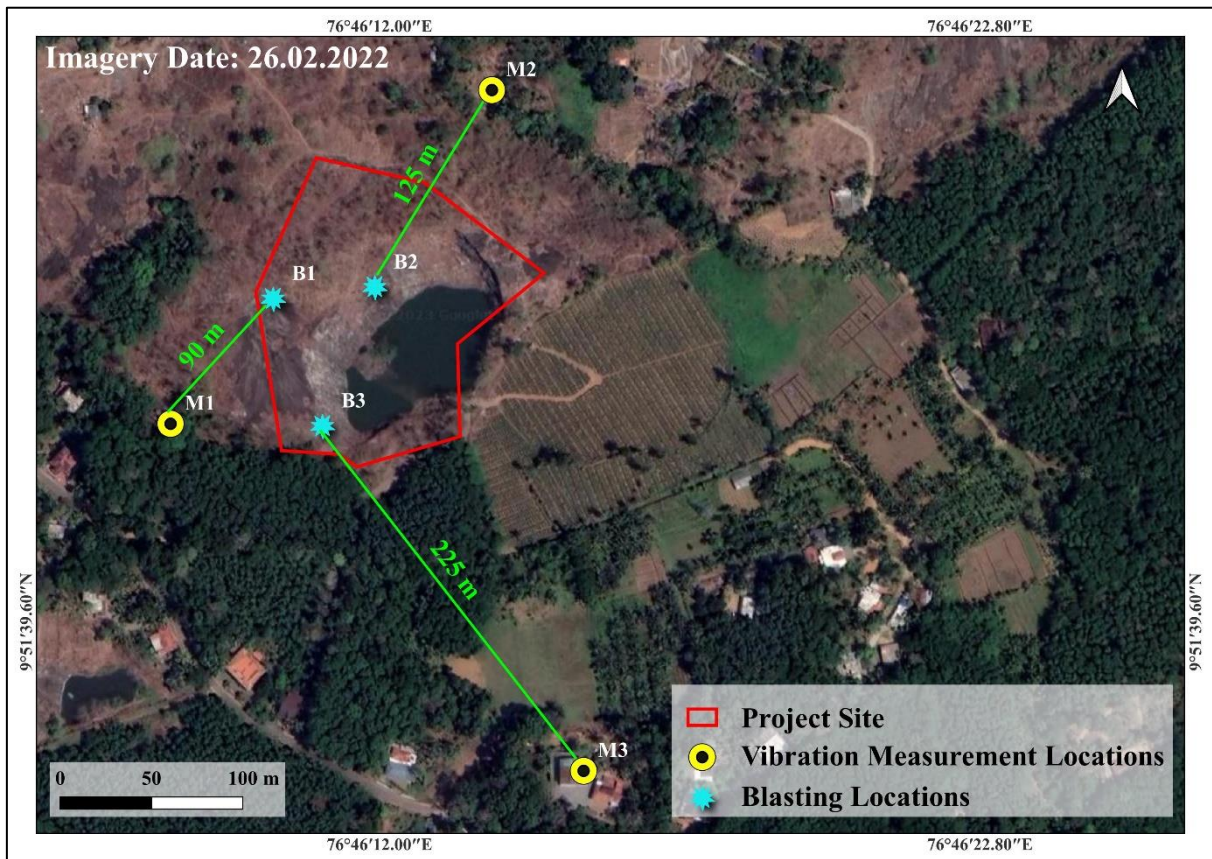 76°46′12.00″E
76°46′22.80″E
Imagery Date: 26.02.2022
M2
125 m
B1
B2
90 m
M1
B3
225 m
9°51′39.60″N
9°51′39.60″N
M3
Project Site
Vibration Measurement Locations
Blasting Locations
0 50 100 m
76°46′12.00″E
76°46′22.80″E